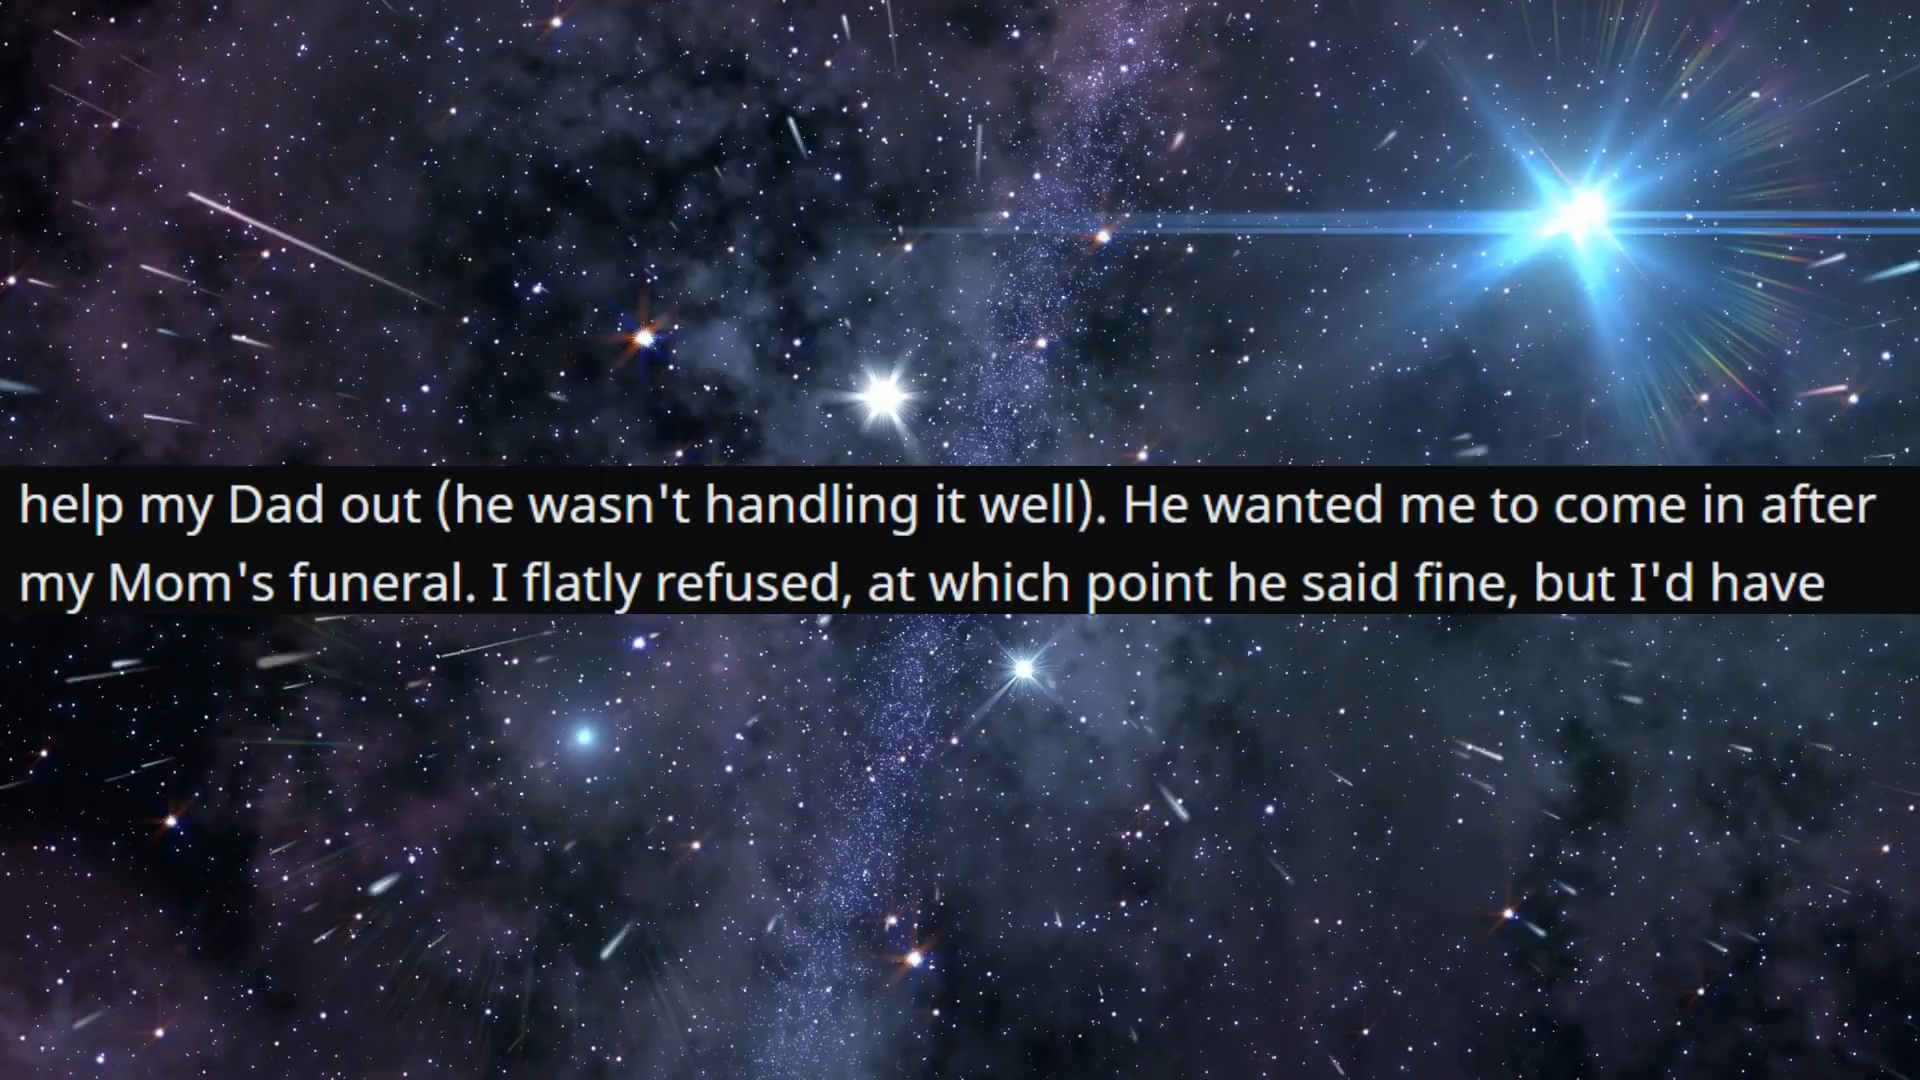 help my Dad out (he wasn't handling it well). He wanted me to come in after
my Mom's funeral. I flatly refused, at which point he said fine, but I'd have